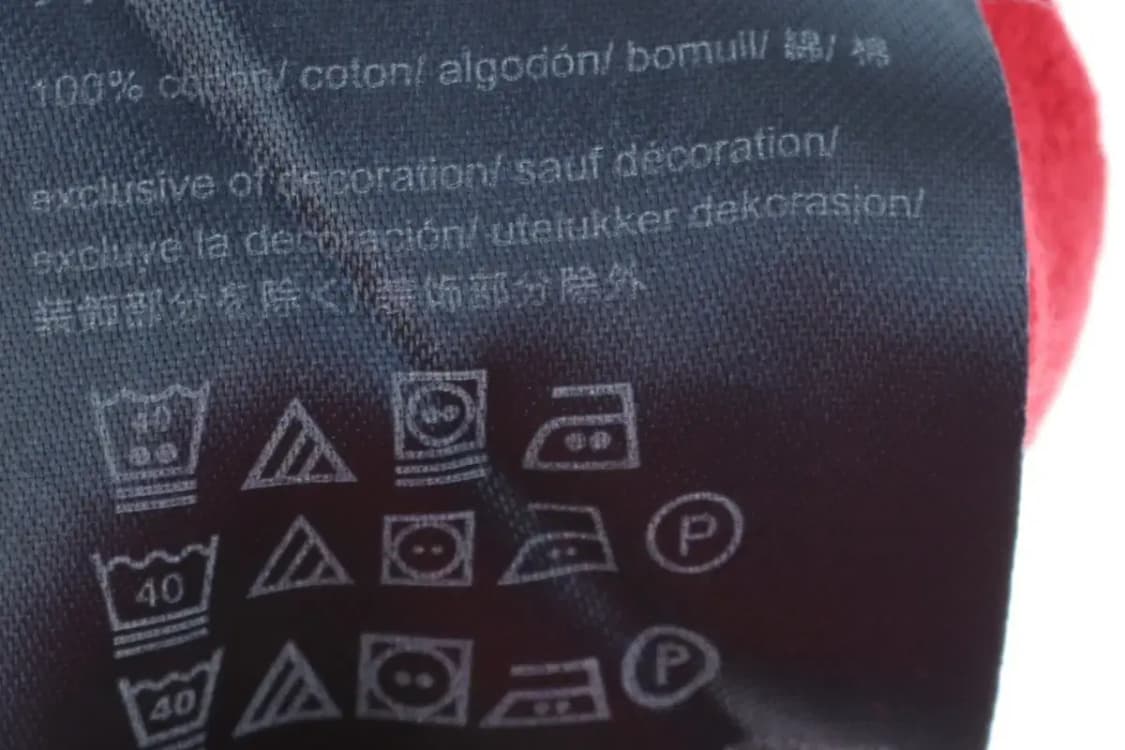 100% cotton/ coton/ algodón/ bomull/ 綿/ 棉
exclusive of decoration/ sauf décoration/
excluye la decoración/ utelukker dekorasjon/
装飾部分を除く/ 装饰部分除外
40
40 P
40 P